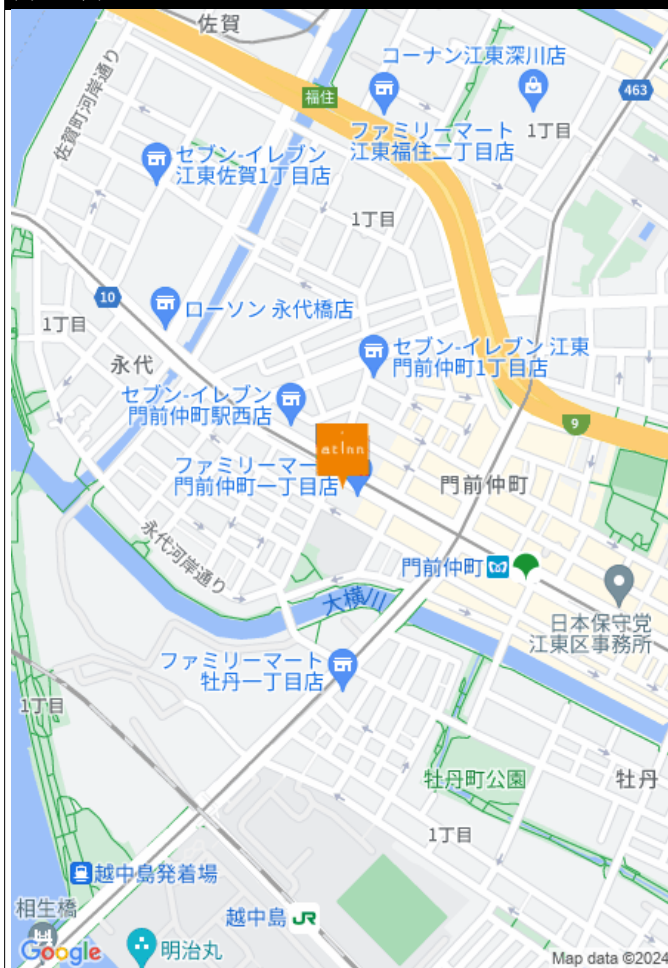 佐賀
コーナン江東深川店
463
佐賀町河岸通り
福住
ファミリーマート
江東福住二丁目店
1丁目
セブン-イレブン
江東佐賀1丁目店
1丁目
10
ローソン 永代橋店
1丁目
セブン-イレブン 江東
門前仲町1丁目店
永代
セブン-イレブン
門前仲町駅西店
9
atinn
ファミリーマー
門前仲町一丁目店
門前仲町
永代河岸通り
門前仲町
大横川
日本保守党
江東区事務所
ファミリーマート
牡丹一丁目店
1丁目
牡丹町公園
牡丹
1丁目
越中島発着場
相生橋
越中島 JR
Google
明治丸
Map data ©2024